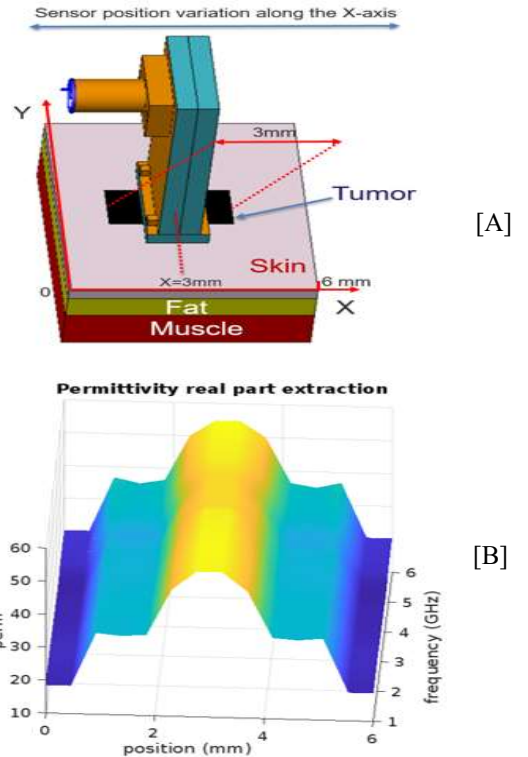 Sensor position variation along the X-axis
Y
3mm
Tumor
[A]
Skin
X=3mm
6 mm
0
X
Fat
Muscle
Permittivity real part extraction
[B]
60
50
40
30
20
10
6
5
4
3
2
1
frequency (GHz)
0
2
4
6
position (mm)